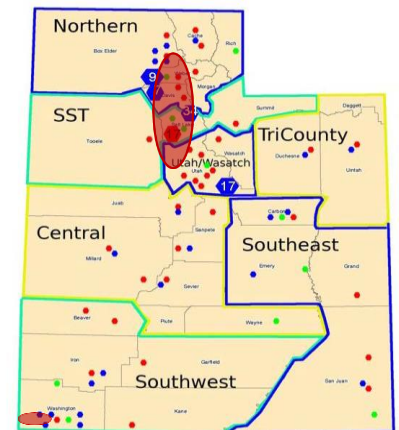 Northern
Cache
Rich
Box Elder
9
Morgan
3
SST
Summit
Daggett
TriCounty
17
Tooele
Wasatch
Duchesne
Utah/Wasatch
Utah
Uintah
17
Juab
Carbon
Sanpete
Central
Southeast
Millard
Emery
Grand
Sevier
Beaver
Piute
Wayne
Iron
Garfield
Southwest
San Juan
Washington
Kane